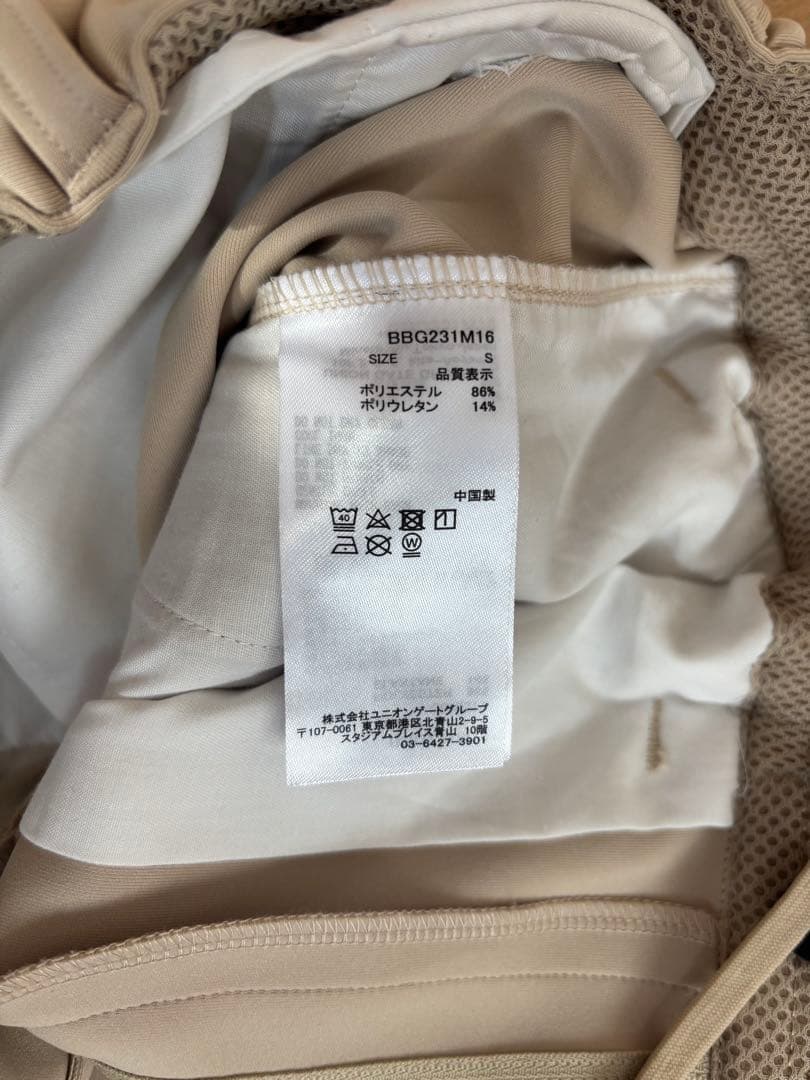 BBG231M16
SIZE S
品質表示
ポリエステル 86%
ポリウレタン 14%
中国製
40
W
株式会社ユニオンゲートグループ
〒107-0061 東京都港区北青山2-9-5
スタジアムプレイス青山 10階
03-6427-3901